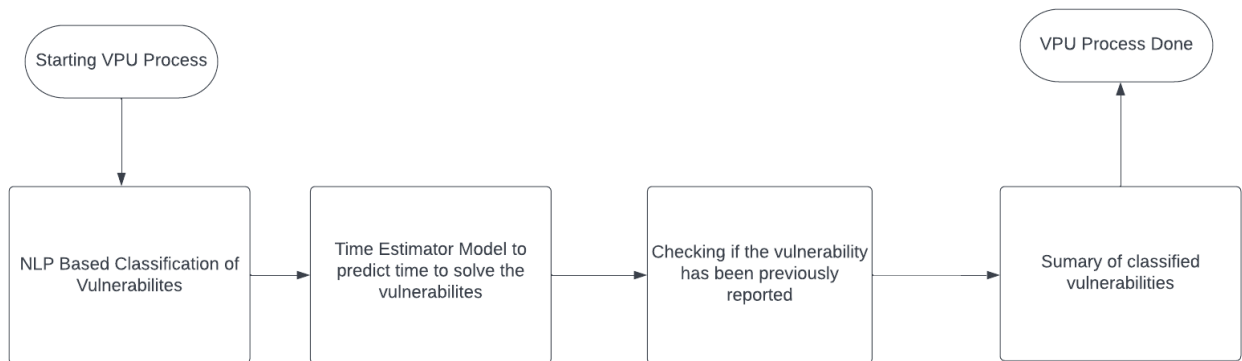 Starting VPU Process
VPU Process Done
NLP Based Classification of
Vulnerabilites
Time Estimator Model to
predict time to solve the
vulnerabilites
Checking if the vulnerability
has been previously
reported
Sumary of classified
vulnerabilities